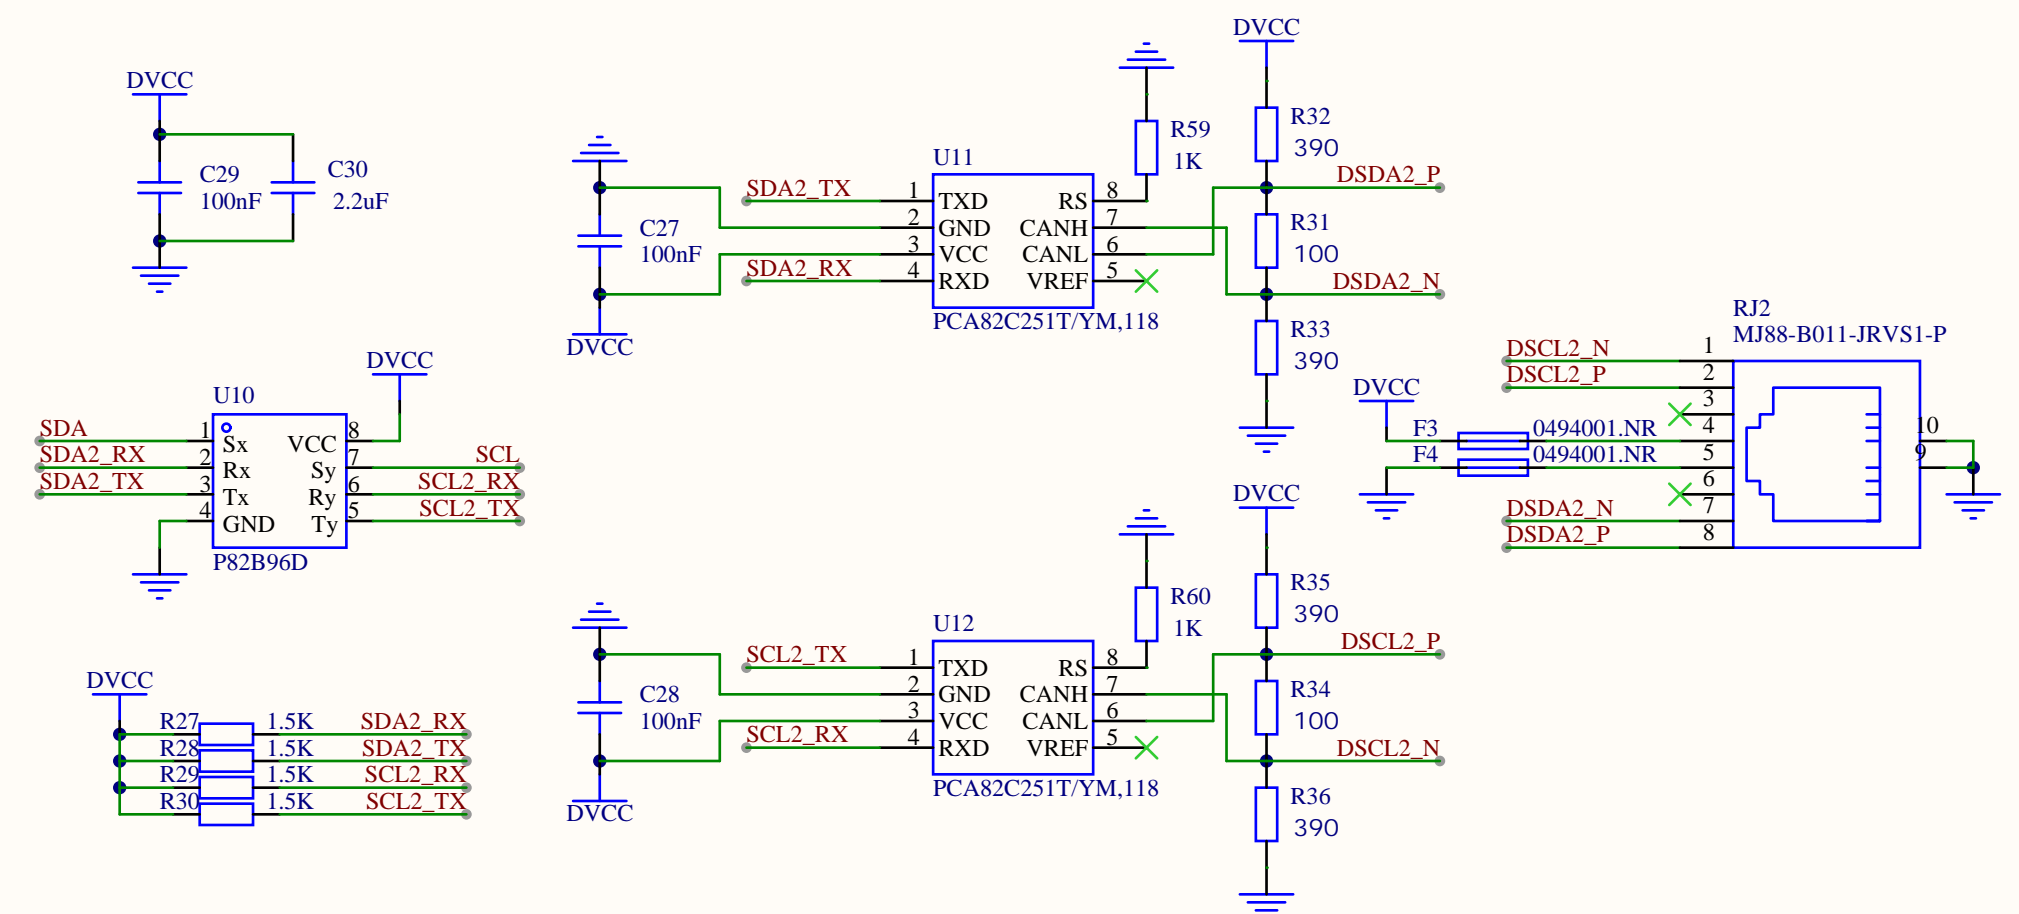 DVCC
C29
100nF
C30
2.2uF
DVCC
U10
SDA
SDA2_RX
SDA2_TX
1
2
3
4
Sx
Rx
Tx
GND
VCC
Sy
Ry
Ty
8
7
6
5
SCL
SCL2_RX
SCL2_TX
P82B96D
DVCC
R27 1.5K SDA2_RX
R28 1.5K SDA2_TX
R29 1.5K SCL2_RX
R30 1.5K SCL2_TX
C27
100nF
DVCC
SDA2_TX
SDA2_RX
U11
1 TXD
2 GND
3 VCC
4 RXD
RS 8
CANH 7
CANL 6
VREF 5
PCA82C251T/YM,118
R59
1K
DVCC
R32
390
DSDA2_P
R31
100
DSDA2_N
R33
390
C28
100nF
DVCC
SCL2_TX
SCL2_RX
U12
1 TXD
2 GND
3 VCC
4 RXD
RS 8
CANH 7
CANL 6
VREF 5
PCA82C251T/YM,118
R60
1K
DVCC
R35
390
DSCL2_P
R34
100
DSCL2_N
R36
390
RJ2
MJ88-B011-JRVS1-P
DSCL2_N 1
DSCL2_P 2
3
DVCC
F3 0494001.NR 4
F4 0494001.NR 5
6
DSDA2_N 7
DSDA2_P 8
10
9